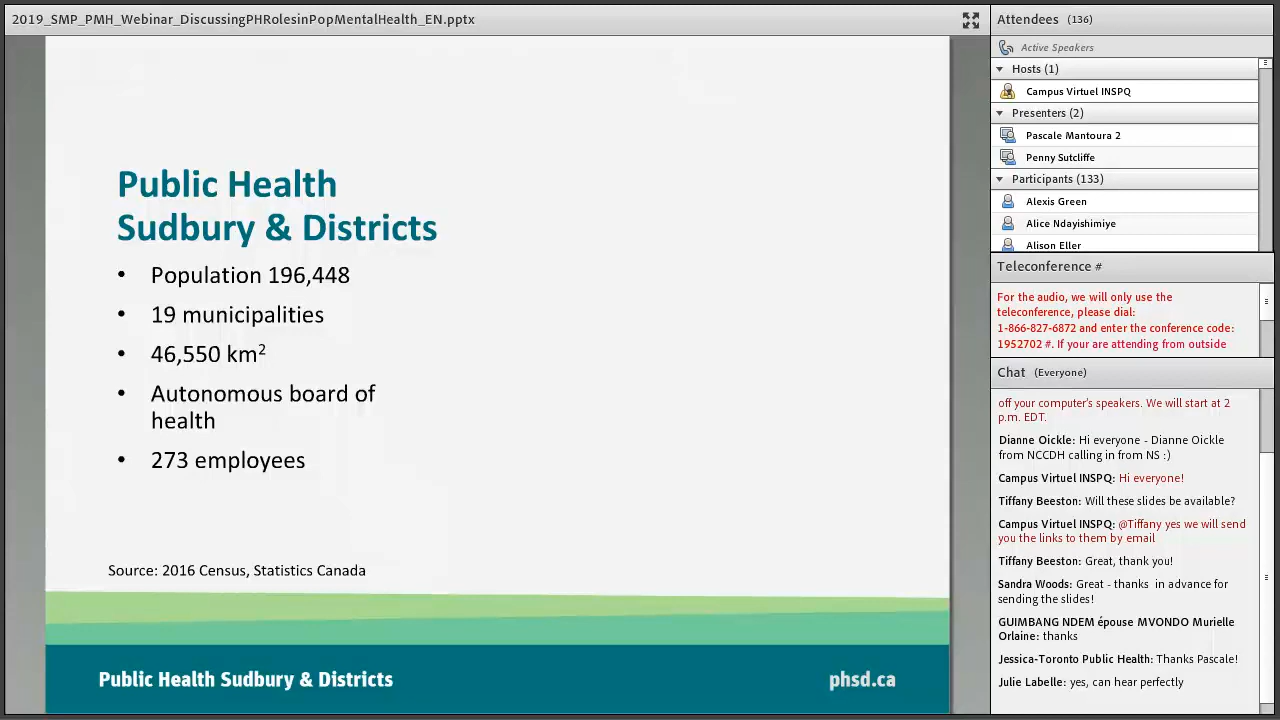 2019_SMP_PMH_Webinar_DiscussingPHRolesinPopMentalHealth_EN.pptx
Public Health
Sudbury & Districts
• Population 196,448
• 19 municipalities
• 46,550 km²
• Autonomous board of
health
• 273 employees
Source: 2016 Census, Statistics Canada
Public Health Sudbury & Districts
phsd.ca
Attendees (136)
Active Speakers
Hosts (1)
Campus Virtuel INSPQ
Presenters (2)
Pascale Mantoura 2
Penny Sutcliffe
Participants (133)
Alexis Green
Alice Ndayishimiye
Alison Eller
Teleconference #
For the audio, we will only use the
teleconference, please dial:
1-866-827-6872 and enter the conference code:
1952702 #. If your are attending from outside
Chat (Everyone)
off your computer's speakers. We will start at 2
p.m. EDT.
Dianne Oickle: Hi everyone - Dianne Oickle
from NCCDH calling in from NS :)
Campus Virtuel INSPQ: Hi everyone!
Tiffany Beeston: Will these slides be available?
Campus Virtuel INSPQ: @Tiffany yes we will send
you the links to them by email
Tiffany Beeston: Great, thank you!
Sandra Woods: Great - thanks in advance for
sending the slides!
GUIMBANG NDEM épouse MVONDO Murielle
Orlaine: thanks
Jessica-Toronto Public Health: Thanks Pascale!
Julie Labelle: yes, can hear perfectly